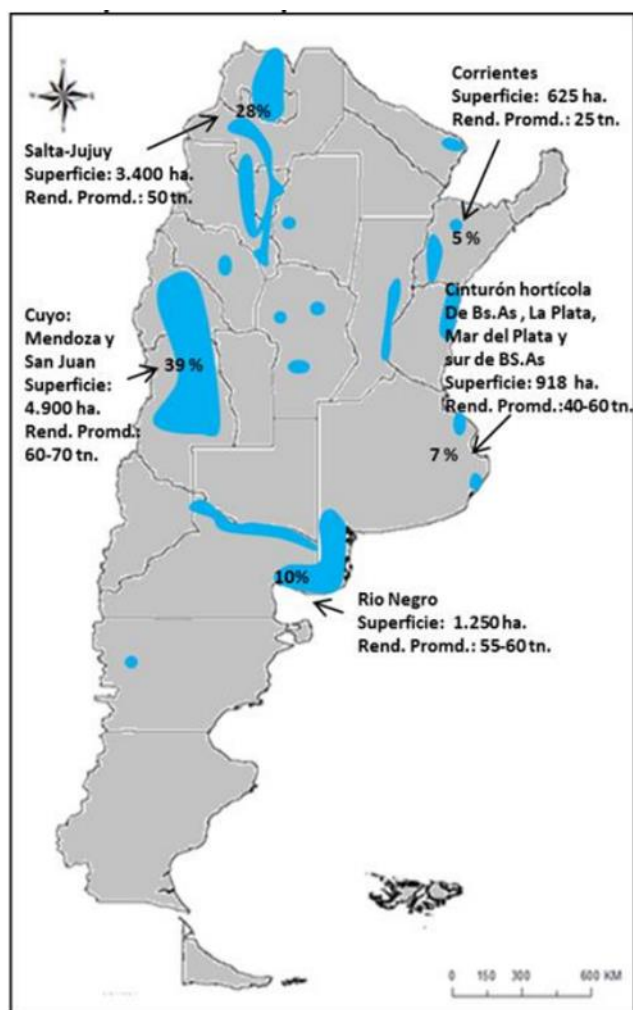 28%
Salta-Jujuy
Superficie: 3.400 ha.
Rend. Promd.: 50 tn.
Corrientes
Superficie: 625 ha.
Rend. Promd.: 25 tn.
5 %
Cuyo:
Mendoza y
San Juan
Superficie:
4.900 ha.
Rend. Promd.:
60-70 tn.
39 %
Cinturón hortícola
De Bs.As , La Plata,
Mar del Plata y
sur de BS.As
Superficie: 918 ha.
Rend. Promd.:40-60 tn.
7 %
10%
Rio Negro
Superficie: 1.250 ha.
Rend. Promd.: 55-60 tn.
0 150 300 600 KM